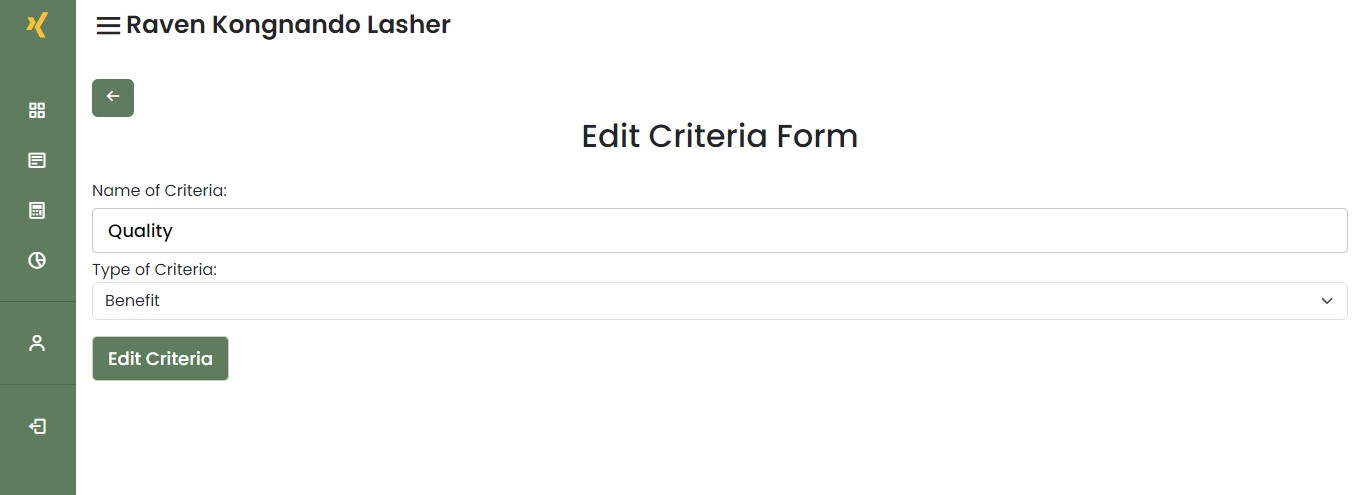 Raven Kongnando Lasher
Edit Criteria Form
Name of Criteria:
Quality
Type of Criteria:
Benefit
Edit Criteria